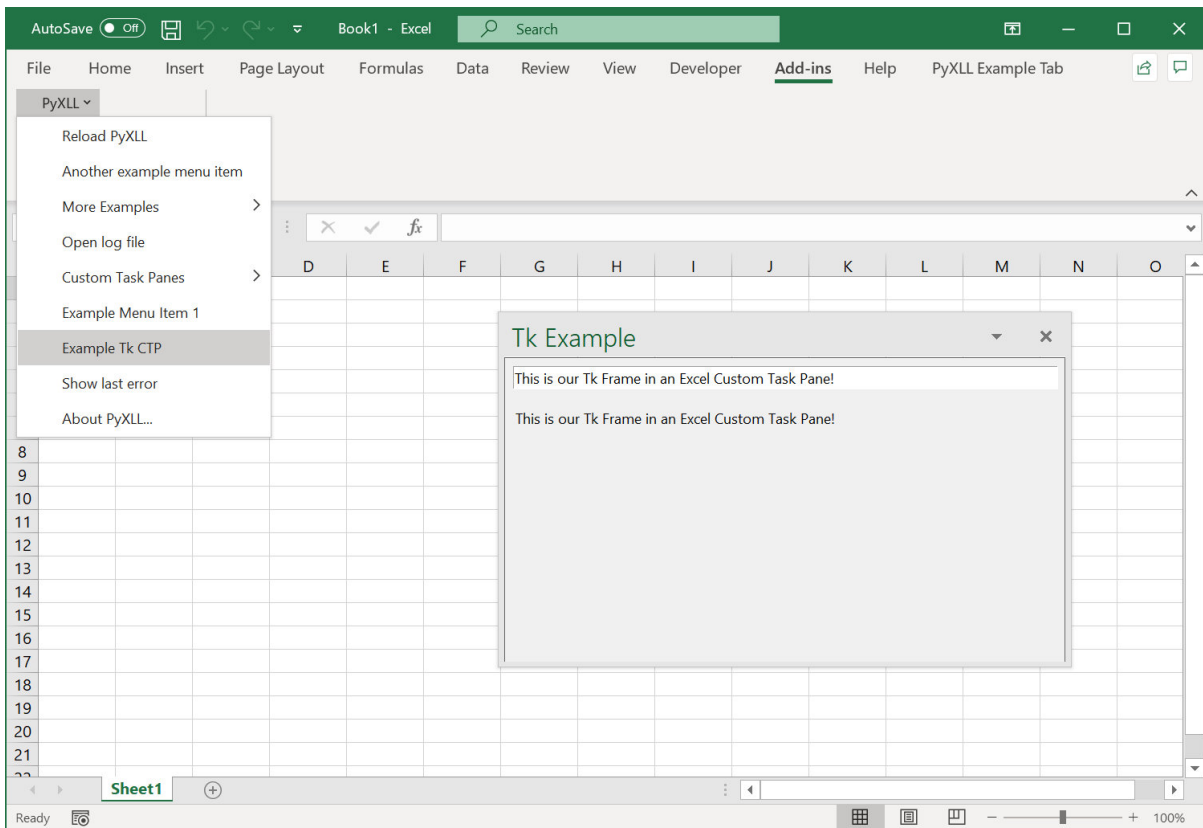 AutoSave Off Book1 - Excel Search
File Home Insert Page Layout Formulas Data Review View Developer Add-ins Help PyXLL Example Tab
PyXLL
Reload PyXLL
Another example menu item
More Examples
Open log file
Custom Task Panes
Example Menu Item 1
Example Tk CTP
Show last error
About PyXLL...
fx
D E F G H I J K L M N O
Tk Example
This is our Tk Frame in an Excel Custom Task Pane!
This is our Tk Frame in an Excel Custom Task Pane!
8
9
10
11
12
13
14
15
16
17
18
19
20
21
Sheet1
Ready 100%